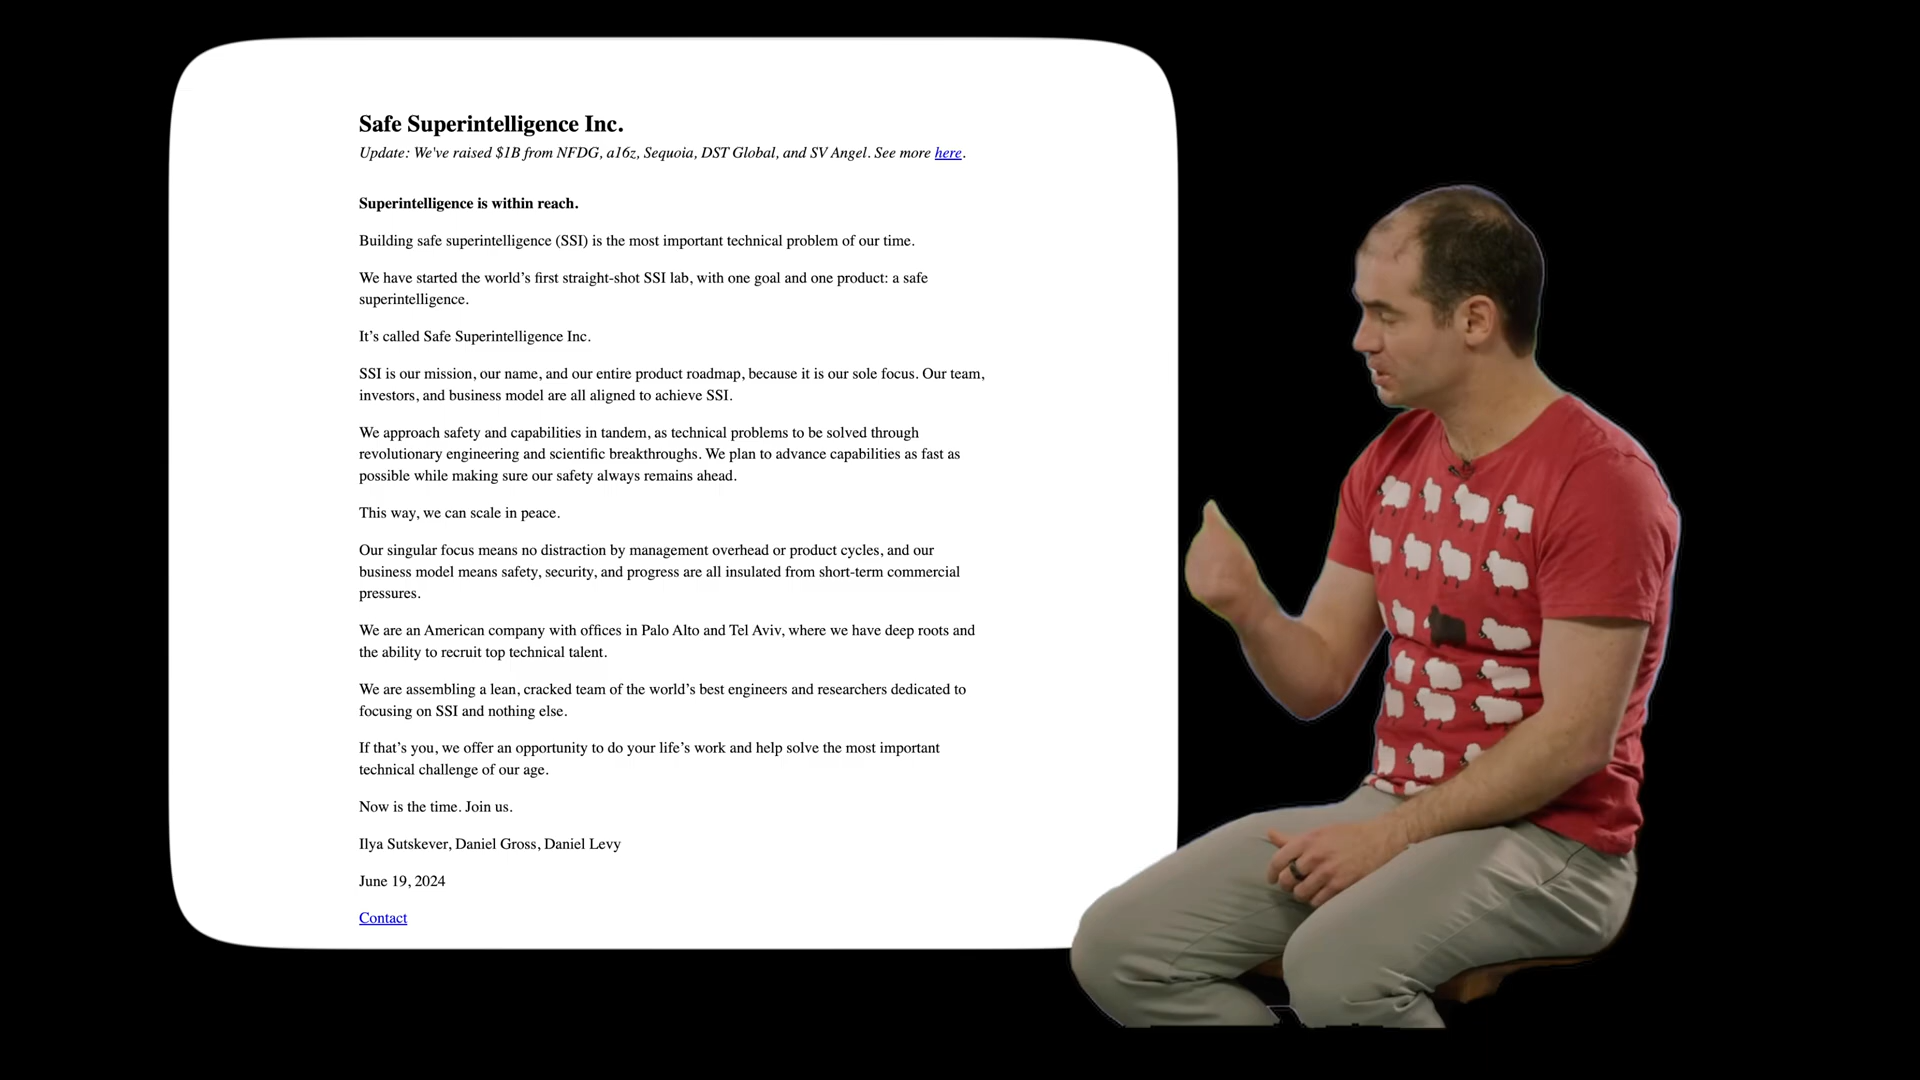 Safe Superintelligence Inc.
Update: We've raised $1B from NFDG, a16z, Sequoia, DST Global, and SV Angel. See more here.
Superintelligence is within reach.
Building safe superintelligence (SSI) is the most important technical problem of our time.
We have started the world’s first straight-shot SSI lab, with one goal and one product: a safe
superintelligence.
It’s called Safe Superintelligence Inc.
SSI is our mission, our name, and our entire product roadmap, because it is our sole focus. Our team,
investors, and business model are all aligned to achieve SSI.
We approach safety and capabilities in tandem, as technical problems to be solved through
revolutionary engineering and scientific breakthroughs. We plan to advance capabilities as fast as
possible while making sure our safety always remains ahead.
This way, we can scale in peace.
Our singular focus means no distraction by management overhead or product cycles, and our
business model means safety, security, and progress are all insulated from short-term commercial
pressures.
We are an American company with offices in Palo Alto and Tel Aviv, where we have deep roots and
the ability to recruit top technical talent.
We are assembling a lean, cracked team of the world’s best engineers and researchers dedicated to
focusing on SSI and nothing else.
If that’s you, we offer an opportunity to do your life’s work and help solve the most important
technical challenge of our age.
Now is the time. Join us.
Ilya Sutskever, Daniel Gross, Daniel Levy
June 19, 2024
Contact